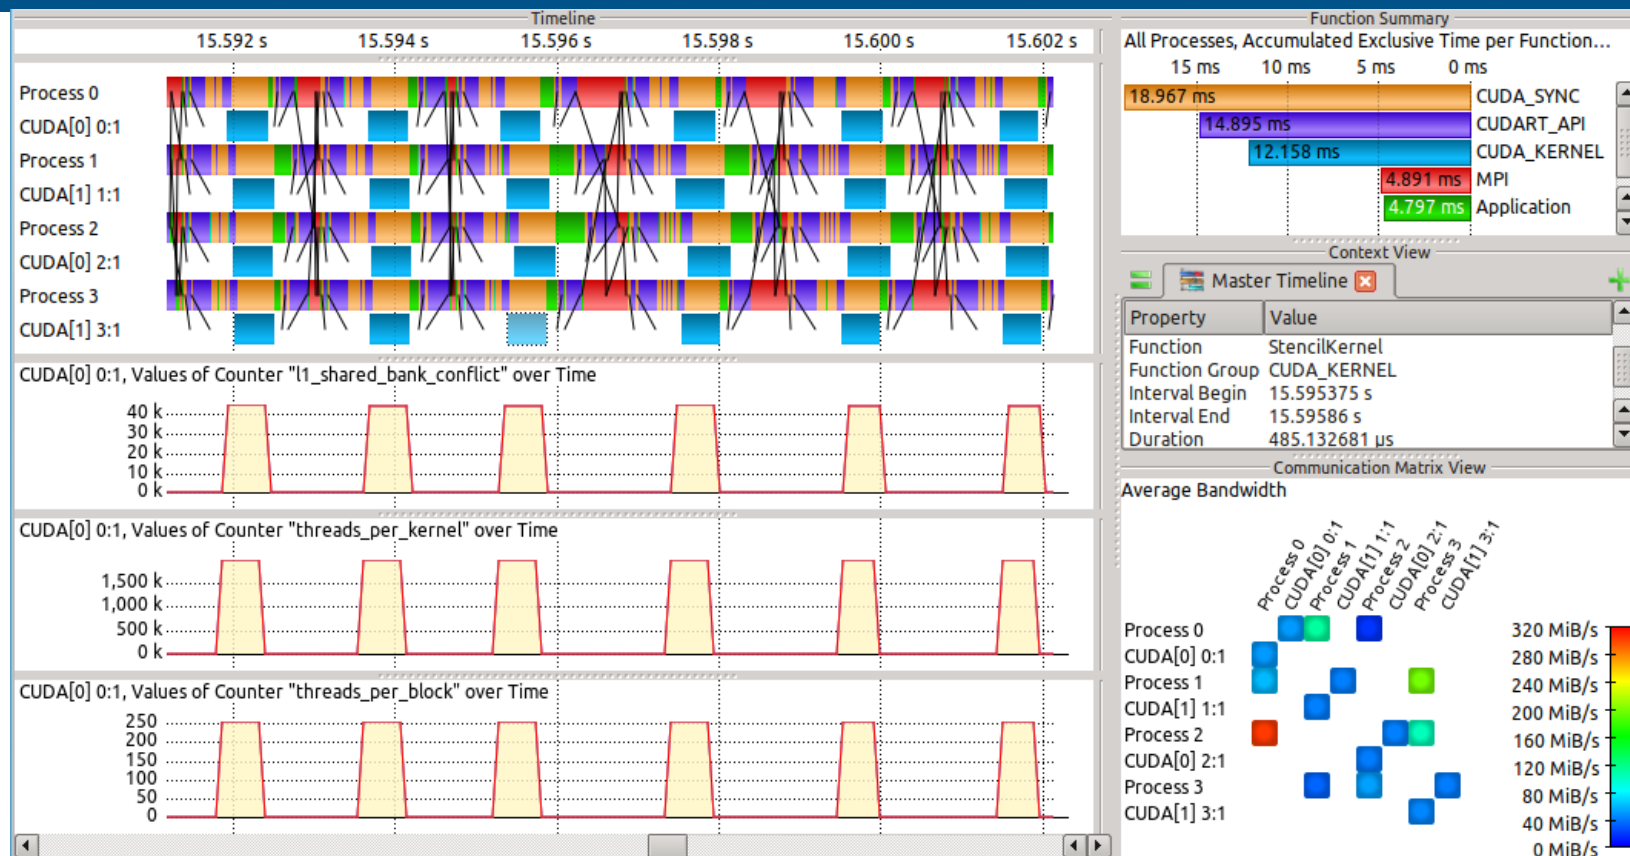 Timeline
15.592 s 15.594 s 15.596 s 15.598 s 15.600 s 15.602 s
Process 0
CUDA[0] 0:1
Process 1
CUDA[1] 1:1
Process 2
CUDA[0] 2:1
Process 3
CUDA[1] 3:1
CUDA[0] 0:1, Values of Counter "l1_shared_bank_conflict" over Time
40 k
30 k
20 k
10 k
0 k
CUDA[0] 0:1, Values of Counter "threads_per_kernel" over Time
1,500 k
1,000 k
500 k
0 k
CUDA[0] 0:1, Values of Counter "threads_per_block" over Time
250
200
150
100
50
0
Function Summary
All Processes, Accumulated Exclusive Time per Function...
15 ms 10 ms 5 ms 0 ms
18.967 ms CUDA_SYNC
14.895 ms CUDART_API
12.158 ms CUDA_KERNEL
4.891 ms MPI
4.797 ms Application
Context View
Master Timeline
Property Value
Function StencilKernel
Function Group CUDA_KERNEL
Interval Begin 15.595375 s
Interval End 15.59586 s
Duration 485.132681 µs
Communication Matrix View
Average Bandwidth
Process 0 CUDA[0] 0:1 Process 1 CUDA[1] 1:1 Process 2 CUDA[0] 2:1 Process 3 CUDA[1] 3:1
Process 0
CUDA[0] 0:1
Process 1
CUDA[1] 1:1
Process 2
CUDA[0] 2:1
Process 3
CUDA[1] 3:1
320 MiB/s
280 MiB/s
240 MiB/s
200 MiB/s
160 MiB/s
120 MiB/s
80 MiB/s
40 MiB/s
0 MiB/s